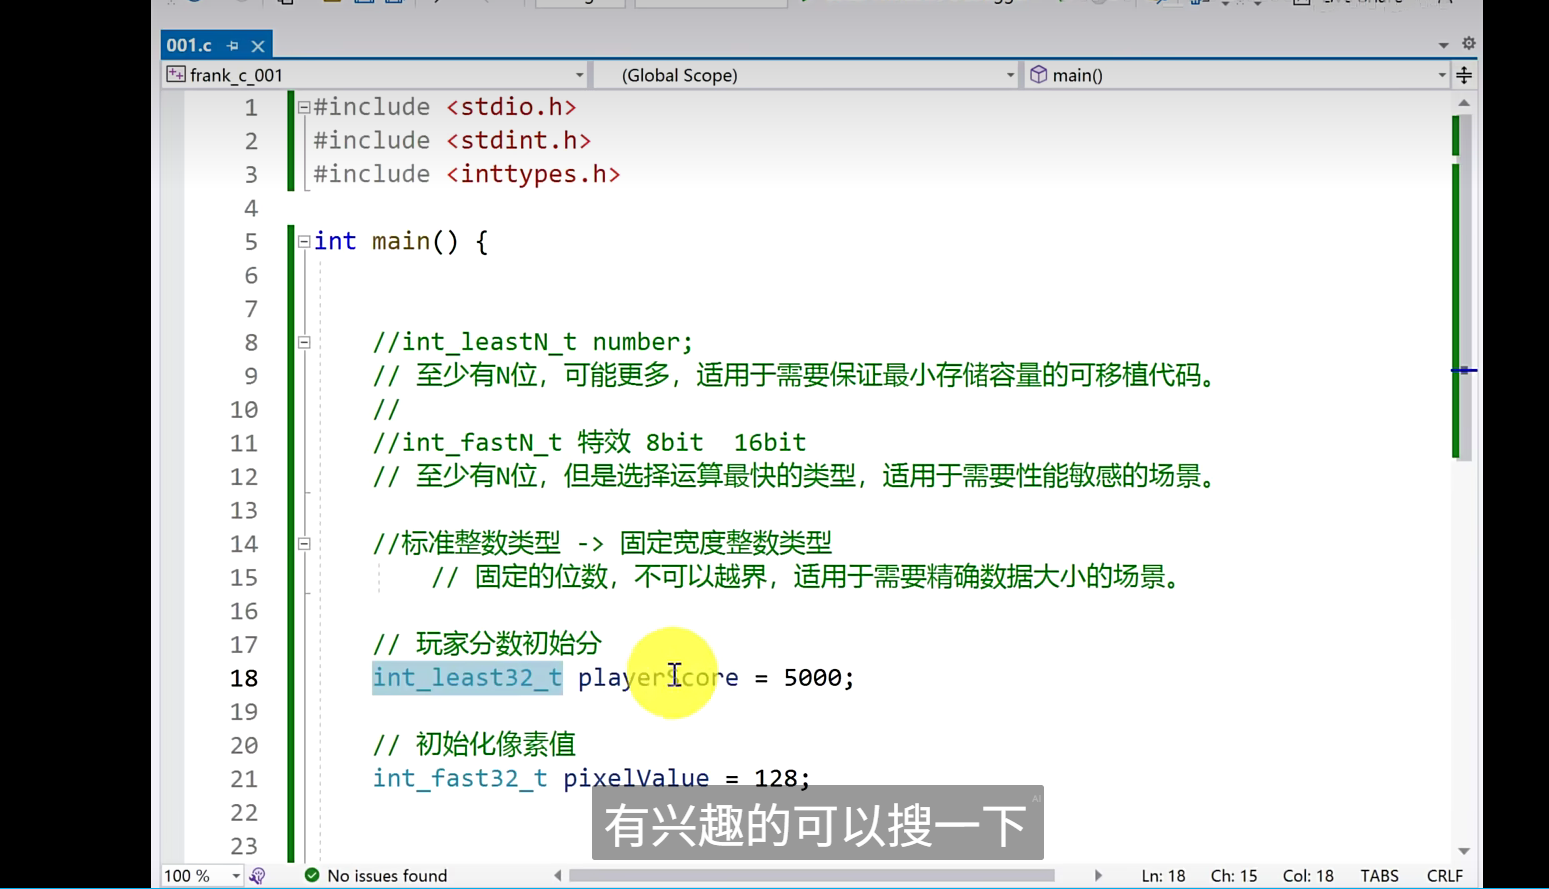 001.c
frank_c_001 (Global Scope) main()
1 #include <stdio.h>
2 #include <stdint.h>
3 #include <inttypes.h>
4
5 int main() {
6
7
8 //int_leastN_t number;
9 // 至少有N位，可能更多，适用于需要保证最小存储容量的可移植代码。
10 //
11 //int_fastN_t 特效 8bit  16bit
12 // 至少有N位，但是选择运算最快的类型，适用于需要性能敏感的场景。
13
14 //标准整数类型 -> 固定宽度整数类型
15 // 固定的位数，不可以越界，适用于需要精确数据大小的场景。
16
17 // 玩家分数初始分
18 int_least32_t playerScore = 5000;
19
20 // 初始化像素值
21 int_fast32_t pixelValue = 128;
22
23
有兴趣的可以搜一下
AI
100 % No issues found Ln: 18 Ch: 15 Col: 18 TABS CRLF